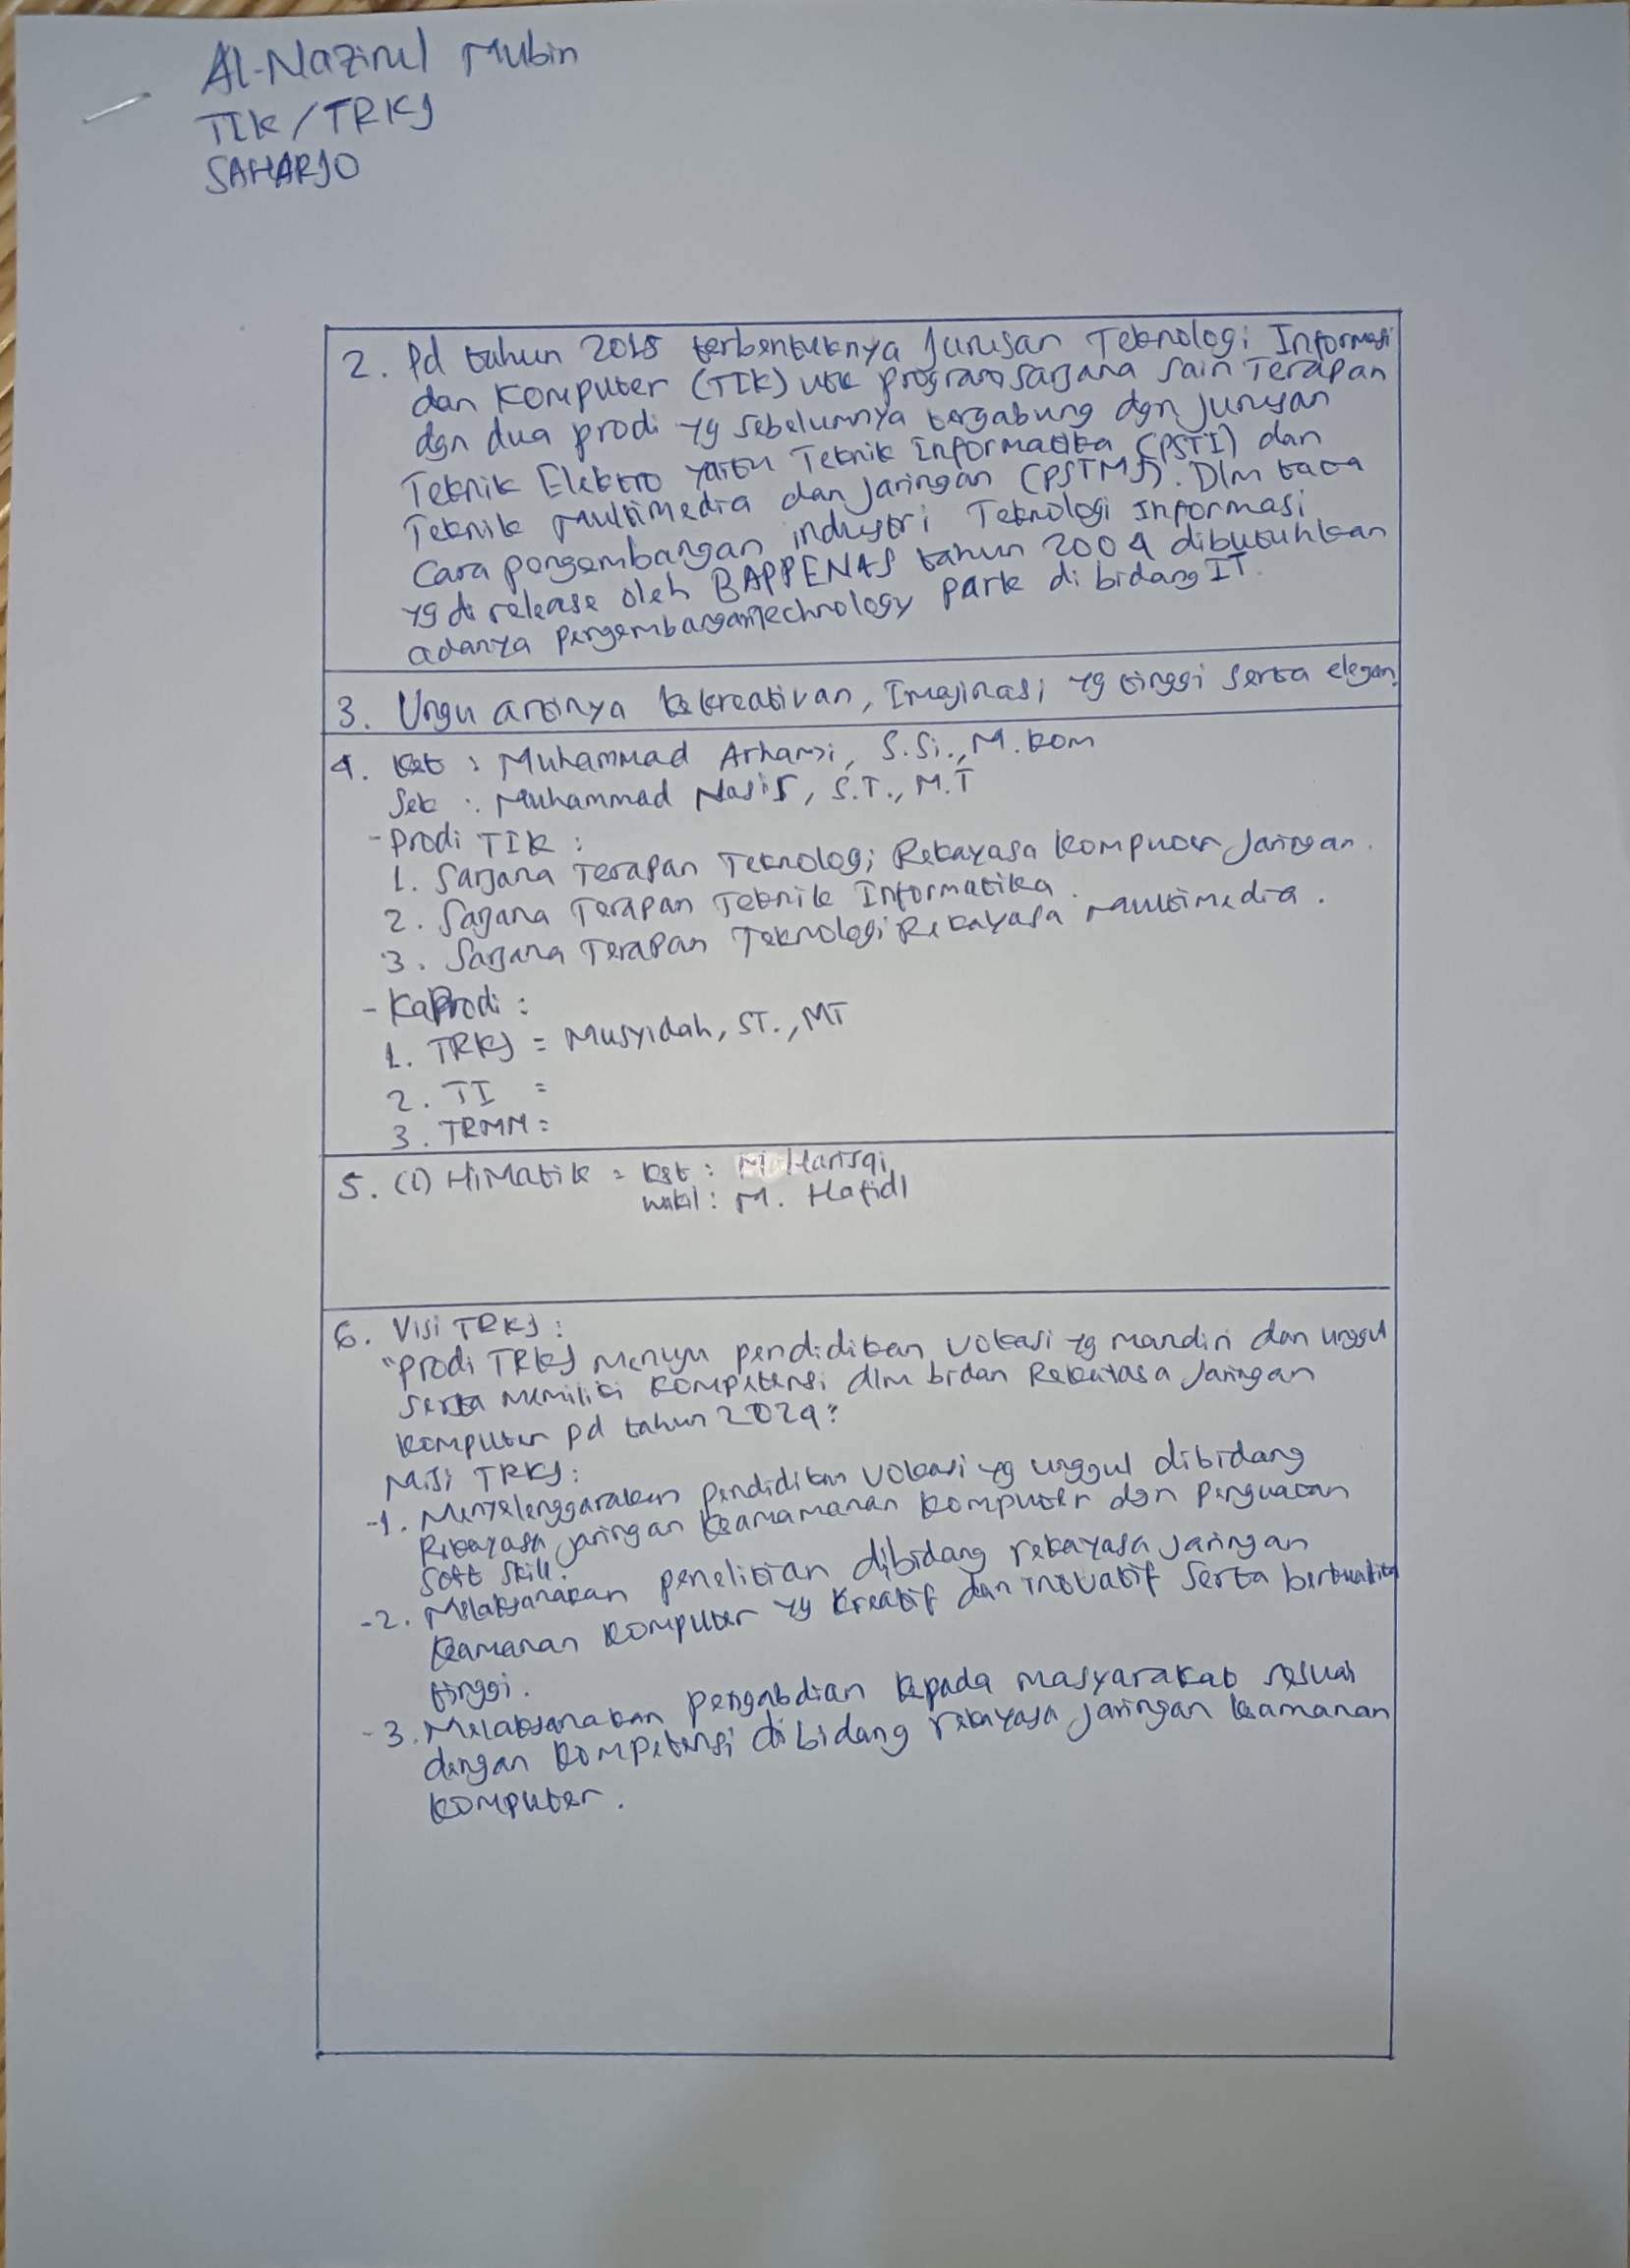 Al-Nazirul Mubin
TIK/TRKJ
SAHARJO
2. Pd tahun 2015 terbentuknya Jurusan Teknologi Informasi
dan Komputer (TIK) utk program sarjana Sain Terapan
dgn dua prodi yg sebelumnya bergabung dgn Jurusan
Teknik Elektro yaitu Teknik Informatika (PSTI) dan
Teknik Multimedia dan Jaringan (PSTMJ). Dlm tata
Cara pengembangan industri Teknologi Informasi
yg di release oleh BAPPENAS tahun 2004 dibutuhkan
adanya pengembangan Technology park di bidang IT.
3. Ungu artinya kekreativan, Imajinasi yg tinggi serta elegan.
4. Ket : Muhammad Arhami, S.Si., M.Kom
Sek : Muhammad Nasir, S.T., M.T
- Prodi TIK :
1. Sarjana Terapan Teknologi Rekayasa Komputer Jaringan.
2. Sarjana Terapan Teknik Informatika.
3. Sarjana Terapan Teknologi Rekayasa Multimedia.
- KaProdi :
1. TRKJ = Musyidah, ST., MT
2. TI =
3. TRMM =
5. (1) HiMatik = Ket : M. Harisqi
wakil : M. Hafidl
6. Visi TRKJ :
"Prodi TRKJ menuju pendidikan vokasi yg mandiri dan unggul
serta memiliki kompetensi dlm bidan Rekayasa Jaringan
Komputer pd tahun 2024"
Misi TRKJ :
-1. Menyelenggarakan pendidikan vokasi yg unggul dibidang
Rekayasa jaringan keamamanan komputer dgn penguatan
soft skill.
-2. Melaksanakan penelitian dibidang rekayasa jaringan
keamanan komputer yg kreatif dan inovatif serta berkualitas
tinggi.
-3. Melaksanakan pengabdian kepada masyarakat sesuai
dengan kompetensi dibidang rekayasa jaringan keamanan
komputer.